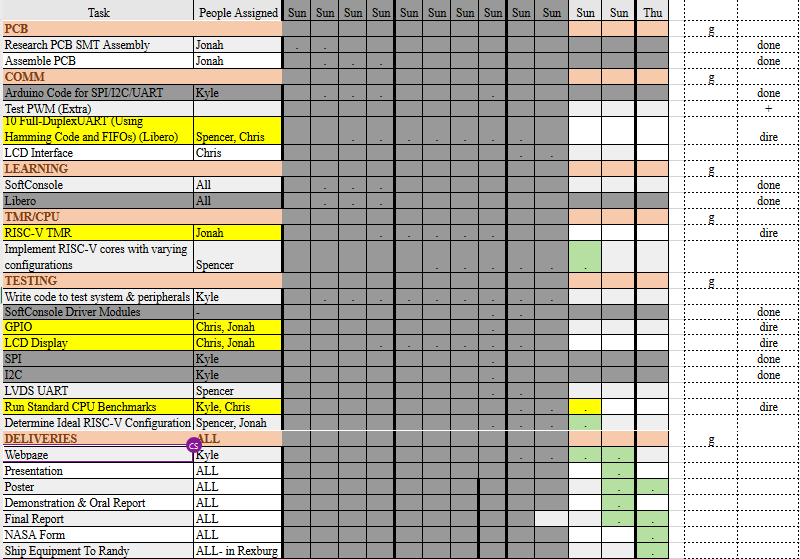 Task People Assigned Sun Sun Sun Sun Sun Sun Sun Sun Sun Sun Sun Sun Thu
PCB g
Research PCB SMT Assembly Jonah . . done
Assemble PCB Jonah . . . done
COMM g
Arduino Code for SPI/I2C/UART Kyle . . . . done
Test PWM (Extra) +
10 Full-DuplexUART (Using
Hamming Code and FIFOs) (Libero) Spencer, Chris . . . . . . . dire
LCD Interface Chris . .
LEARNING g
SoftConsole All . . . done
Libero All . . . done
TMR/CPU g
RISC-V TMR Jonah . . . . . dire
Implement RISC-V cores with varying
configurations Spencer . . . . . .
TESTING g
Write code to test system & peripherals Kyle . . . . . . . . .
SoftConsole Driver Modules - . . done
GPIO Chris, Jonah . dire
LCD Display Chris, Jonah . . . . . . dire
SPI Kyle . done
I2C Kyle . done
LVDS UART Spencer . .
Run Standard CPU Benchmarks Kyle, Chris . . . dire
Determine Ideal RISC-V Configuration Spencer, Jonah . . . .
DELIVERIES ALL g
CS
Webpage Kyle . . . .
Presentation ALL .
Poster ALL . .
Demonstration & Oral Report ALL .
Final Report ALL . .
NASA Form ALL .
Ship Equipment To Randy ALL- in Rexburg .